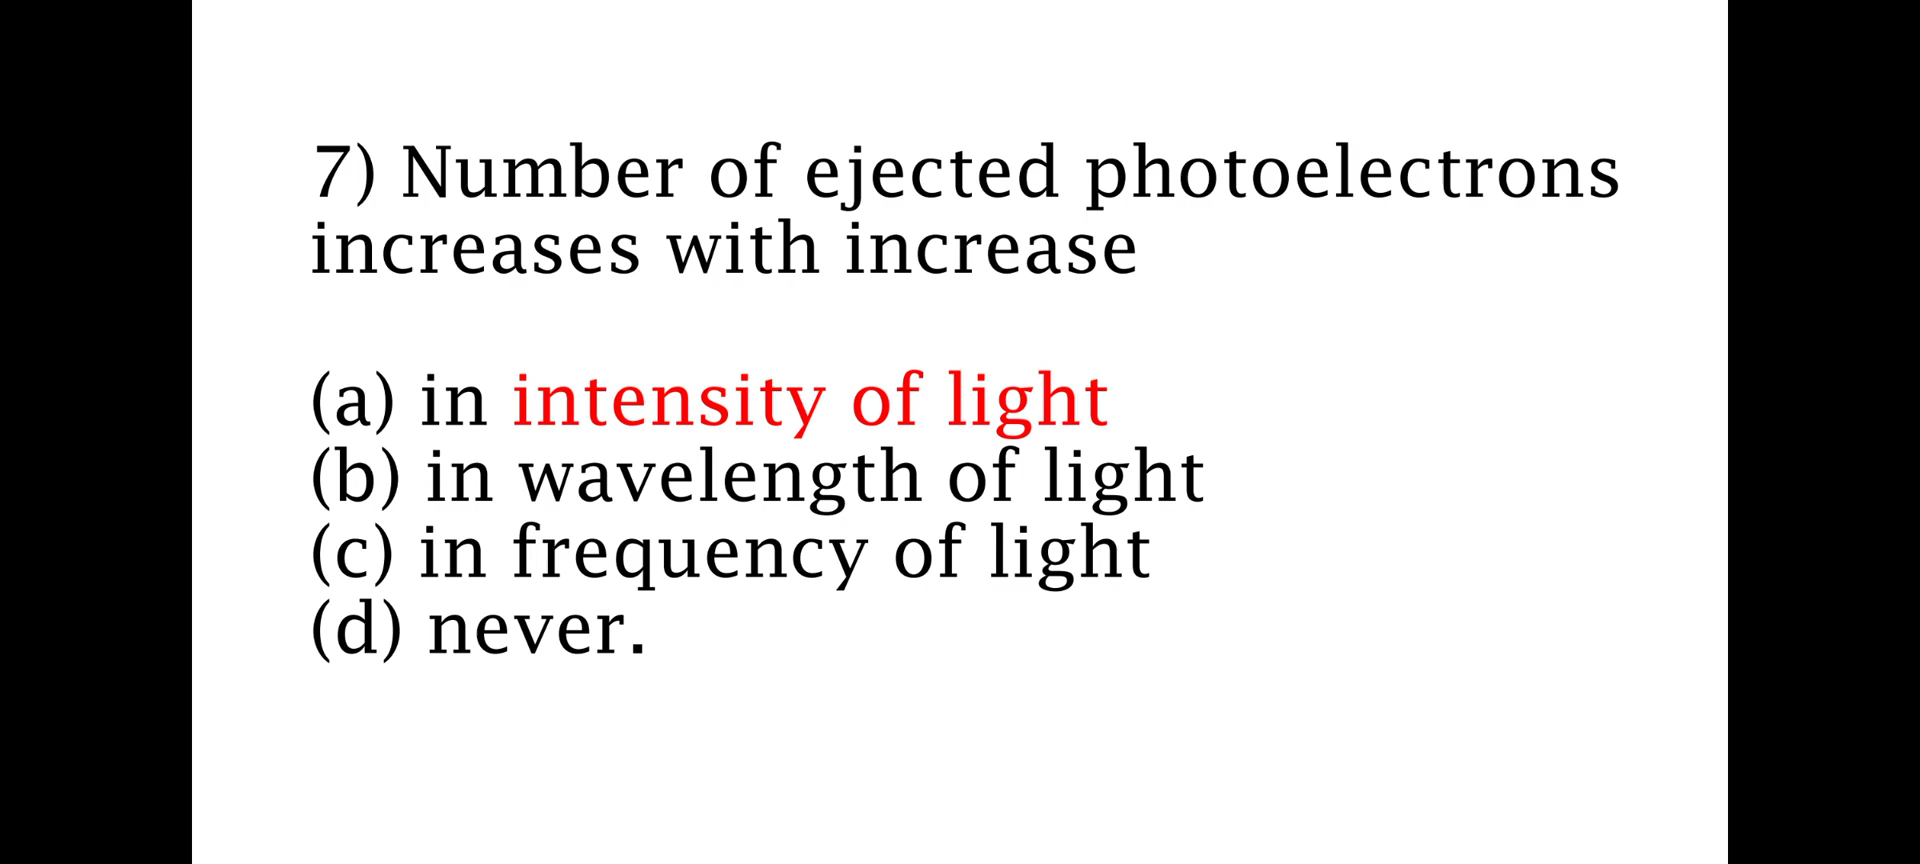 7) Number of ejected photoelectrons
increases with increase
(a) in intensity of light
(b) in wavelength of light
(c) in frequency of light
(d) never.